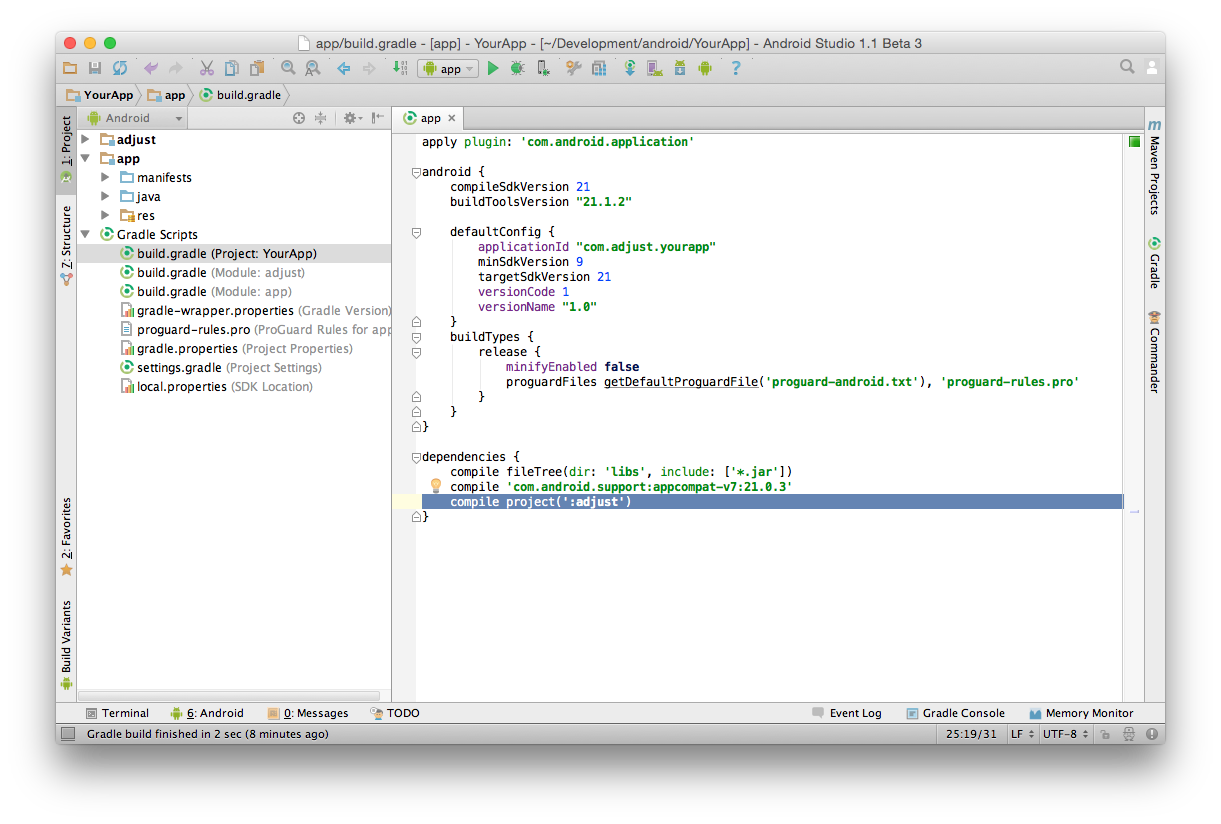 app/build.gradle - [app] - YourApp - [~/Development/android/YourApp] - Android Studio 1.1 Beta 3
app
YourApp
app
build.gradle
1: Project
Z: Structure
2: Favorites
Build Variants
Android
adjust
app
manifests
java
res
Gradle Scripts
build.gradle (Project: YourApp)
build.gradle (Module: adjust)
build.gradle (Module: app)
gradle-wrapper.properties (Gradle Version)
proguard-rules.pro (ProGuard Rules for app
gradle.properties (Project Properties)
settings.gradle (Project Settings)
local.properties (SDK Location)
app
apply plugin: 'com.android.application'
android {
compileSdkVersion 21
buildToolsVersion "21.1.2"
defaultConfig {
applicationId "com.adjust.yourapp"
minSdkVersion 9
targetSdkVersion 21
versionCode 1
versionName "1.0"
}
buildTypes {
release {
minifyEnabled false
proguardFiles getDefaultProguardFile('proguard-android.txt'), 'proguard-rules.pro'
}
}
}
dependencies {
compile fileTree(dir: 'libs', include: ['*.jar'])
compile 'com.android.support:appcompat-v7:21.0.3'
compile project(':adjust')
}
m
Maven Projects
Gradle
Commander
Terminal
6: Android
0: Messages
TODO
Event Log
Gradle Console
Memory Monitor
Gradle build finished in 2 sec (8 minutes ago)
25:19/31
LF
UTF-8